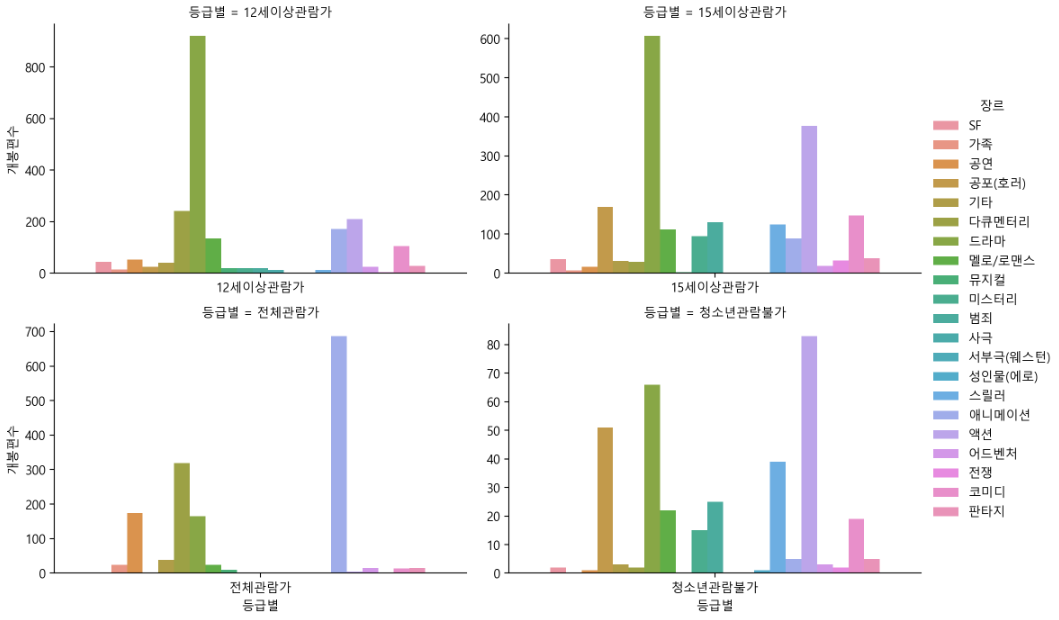 등급별 = 12세이상관람가
개봉편수
800
600
400
200
0
12세이상관람가
등급별 = 15세이상관람가
600
500
400
300
200
100
0
15세이상관람가
등급별 = 전체관람가
개봉편수
700
600
500
400
300
200
100
0
전체관람가
등급별
등급별 = 청소년관람불가
80
70
60
50
40
30
20
10
0
청소년관람불가
등급별
장르
SF
가족
공연
공포(호러)
기타
다큐멘터리
드라마
멜로/로맨스
뮤지컬
미스터리
범죄
사극
서부극(웨스턴)
성인물(에로)
스릴러
애니메이션
액션
어드벤처
전쟁
코미디
판타지